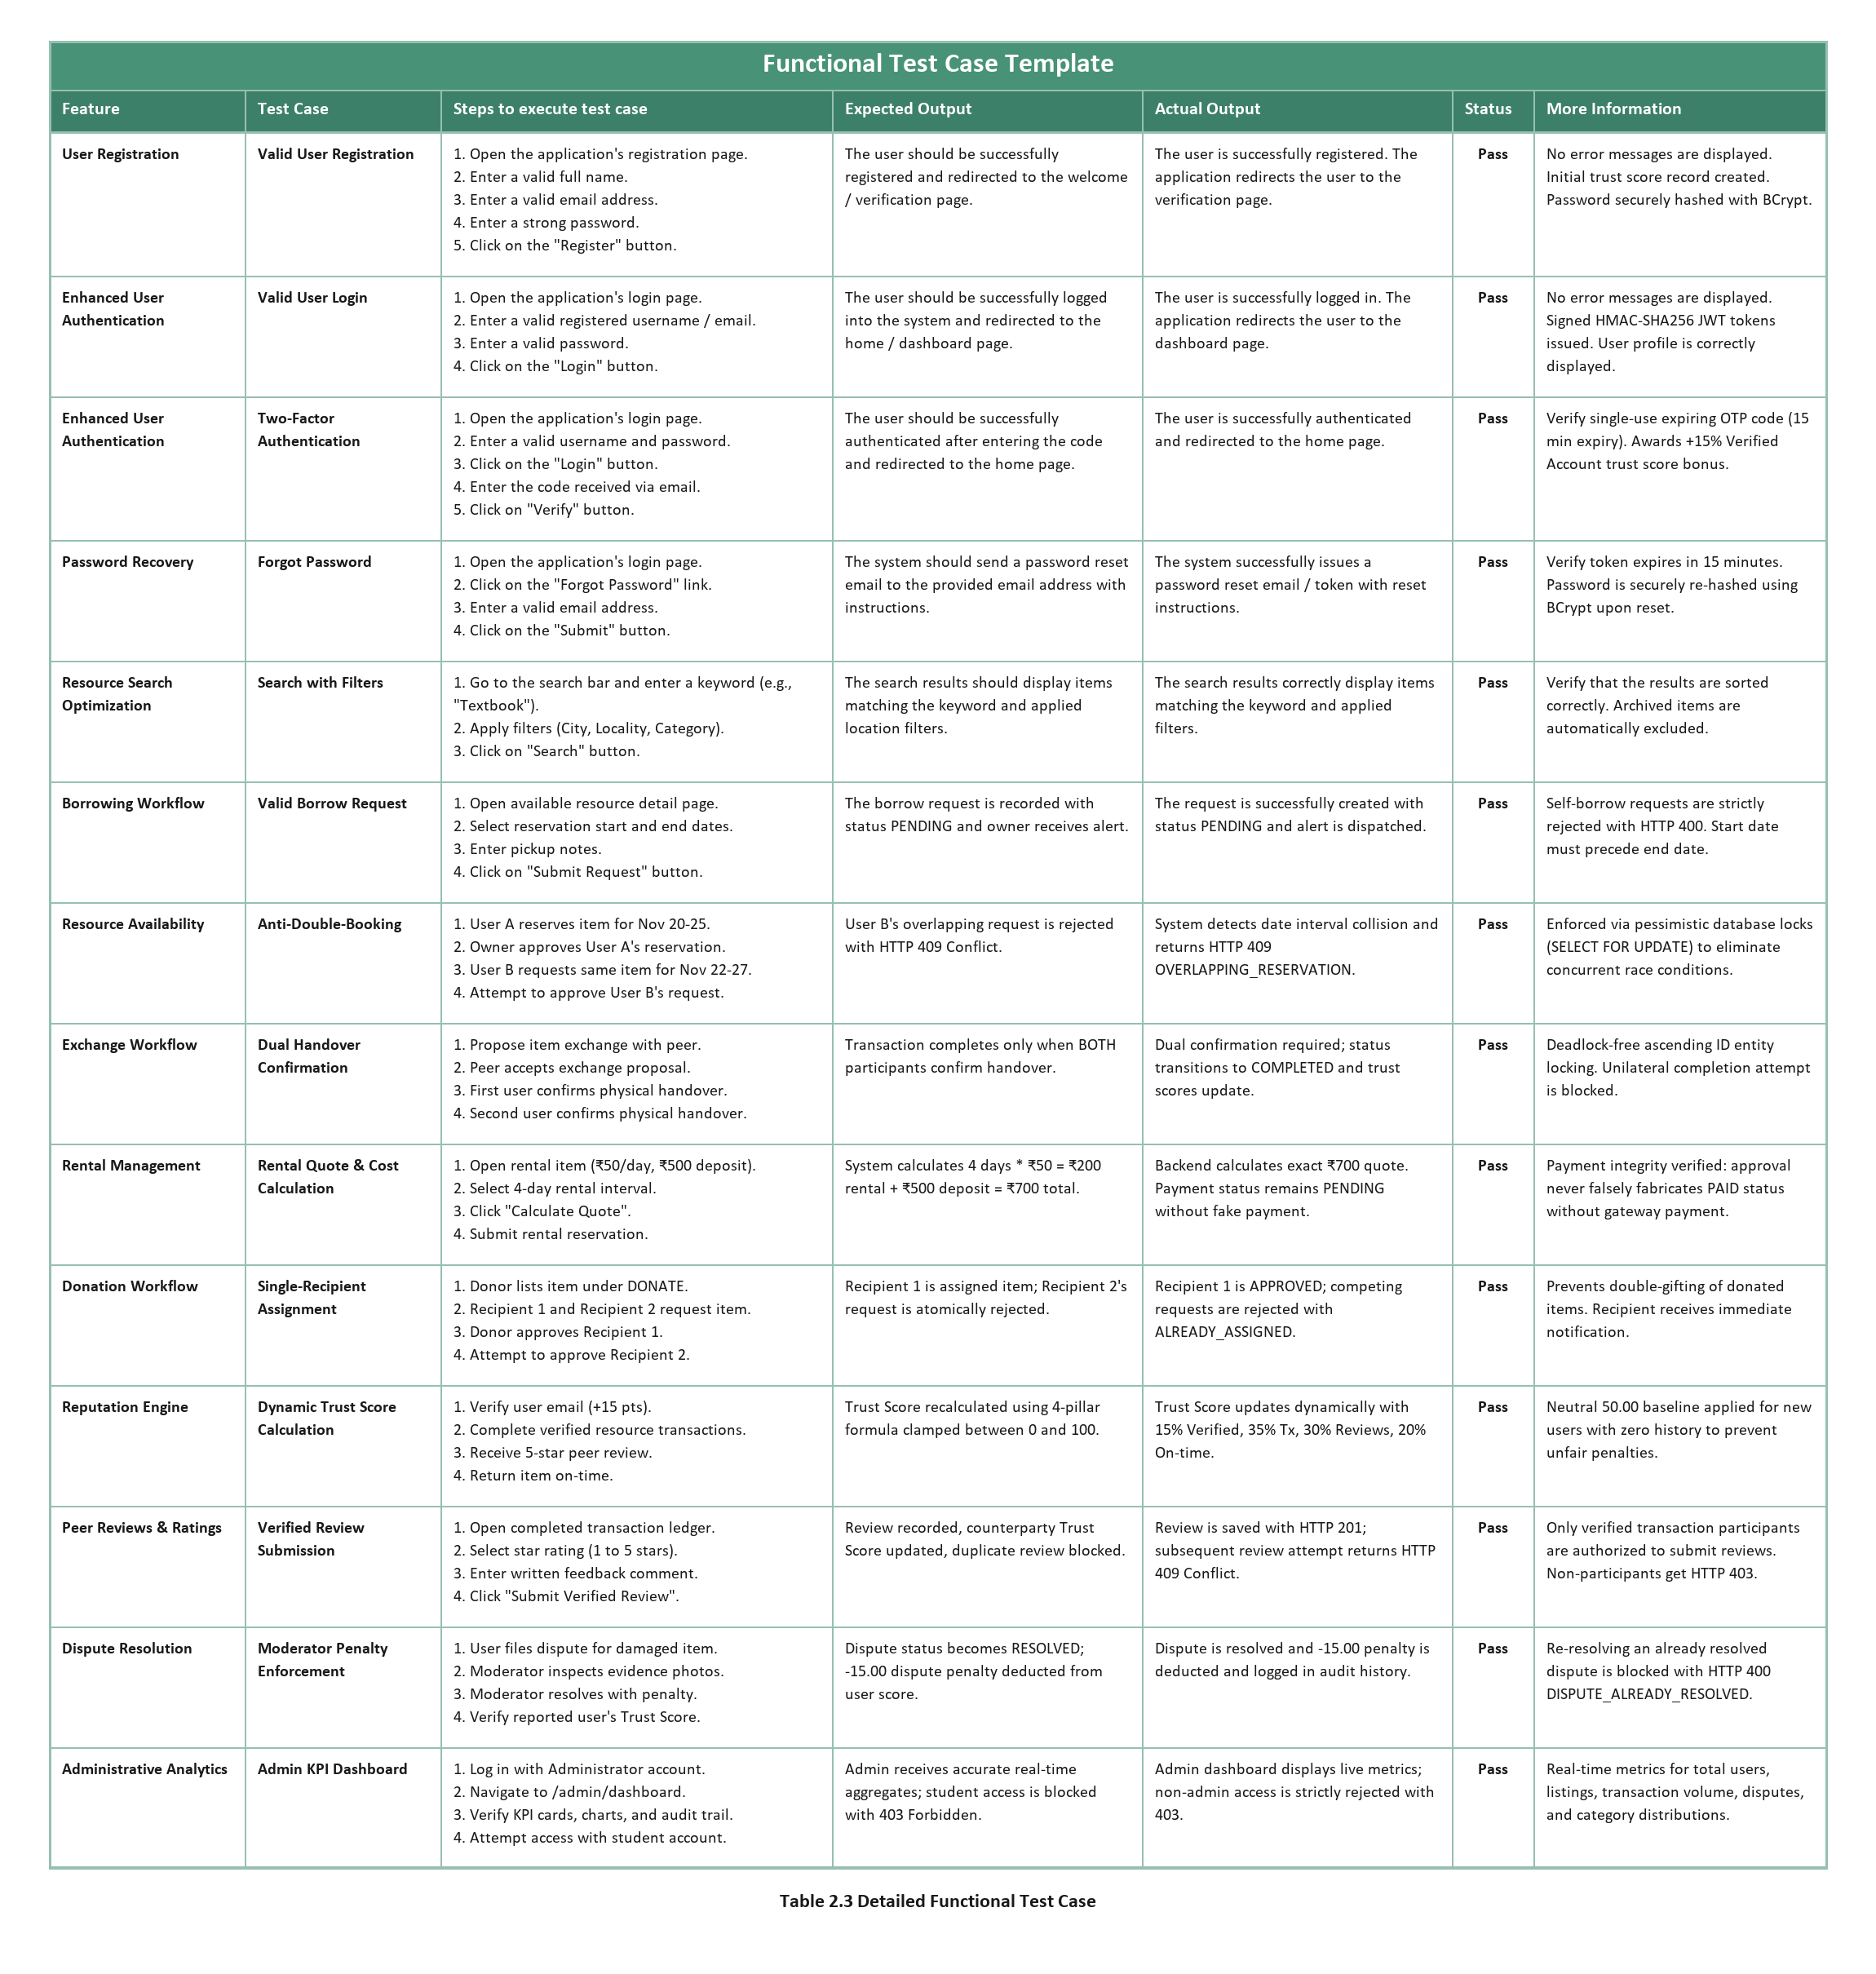 Functional Test Case Template
Feature
Test Case
Steps to execute test case
Expected Output
Actual Output
Status
More Information
User Registration
Valid User Registration
1. Open the application's registration page.
2. Enter a valid full name.
3. Enter a valid email address.
4. Enter a strong password.
5. Click on the "Register" button.
The user should be successfully
registered and redirected to the welcome
/ verification page.
The user is successfully registered. The
application redirects the user to the
verification page.
Pass
No error messages are displayed.
Initial trust score record created.
Password securely hashed with BCrypt.
Enhanced User
Authentication
Valid User Login
1. Open the application's login page.
2. Enter a valid registered username / email.
3. Enter a valid password.
4. Click on the "Login" button.
The user should be successfully logged
into the system and redirected to the
home / dashboard page.
The user is successfully logged in. The
application redirects the user to the
dashboard page.
Pass
No error messages are displayed.
Signed HMAC-SHA256 JWT tokens
issued. User profile is correctly
displayed.
Enhanced User
Authentication
Two-Factor
Authentication
1. Open the application's login page.
2. Enter a valid username and password.
3. Click on the "Login" button.
4. Enter the code received via email.
5. Click on "Verify" button.
The user should be successfully
authenticated after entering the code
and redirected to the home page.
The user is successfully authenticated
and redirected to the home page.
Pass
Verify single-use expiring OTP code (15
min expiry). Awards +15% Verified
Account trust score bonus.
Password Recovery
Forgot Password
1. Open the application's login page.
2. Click on the "Forgot Password" link.
3. Enter a valid email address.
4. Click on the "Submit" button.
The system should send a password reset
email to the provided email address with
instructions.
The system successfully issues a
password reset email / token with reset
instructions.
Pass
Verify token expires in 15 minutes.
Password is securely re-hashed using
BCrypt upon reset.
Resource Search
Optimization
Search with Filters
1. Go to the search bar and enter a keyword (e.g.,
"Textbook").
2. Apply filters (City, Locality, Category).
3. Click on "Search" button.
The search results should display items
matching the keyword and applied
location filters.
The search results correctly display items
matching the keyword and applied
filters.
Pass
Verify that the results are sorted
correctly. Archived items are
automatically excluded.
Borrowing Workflow
Valid Borrow Request
1. Open available resource detail page.
2. Select reservation start and end dates.
3. Enter pickup notes.
4. Click on "Submit Request" button.
The borrow request is recorded with
status PENDING and owner receives alert.
The request is successfully created with
status PENDING and alert is dispatched.
Pass
Self-borrow requests are strictly
rejected with HTTP 400. Start date
must precede end date.
Resource Availability
Anti-Double-Booking
1. User A reserves item for Nov 20-25.
2. Owner approves User A's reservation.
3. User B requests same item for Nov 22-27.
4. Attempt to approve User B's request.
User B's overlapping request is rejected
with HTTP 409 Conflict.
System detects date interval collision and
returns HTTP 409
OVERLAPPING_RESERVATION.
Pass
Enforced via pessimistic database locks
(SELECT FOR UPDATE) to eliminate
concurrent race conditions.
Exchange Workflow
Dual Handover
Confirmation
1. Propose item exchange with peer.
2. Peer accepts exchange proposal.
3. First user confirms physical handover.
4. Second user confirms physical handover.
Transaction completes only when BOTH
participants confirm handover.
Dual confirmation required; status
transitions to COMPLETED and trust
scores update.
Pass
Deadlock-free ascending ID entity
locking. Unilateral completion attempt
is blocked.
Rental Management
Rental Quote & Cost
Calculation
1. Open rental item (₹50/day, ₹500 deposit).
2. Select 4-day rental interval.
3. Click "Calculate Quote".
4. Submit rental reservation.
System calculates 4 days * ₹50 = ₹200
rental + ₹500 deposit = ₹700 total.
Backend calculates exact ₹700 quote.
Payment status remains PENDING
without fake payment.
Pass
Payment integrity verified: approval
never falsely fabricates PAID status
without gateway payment.
Donation Workflow
Single-Recipient
Assignment
1. Donor lists item under DONATE.
2. Recipient 1 and Recipient 2 request item.
3. Donor approves Recipient 1.
4. Attempt to approve Recipient 2.
Recipient 1 is assigned item; Recipient 2's
request is atomically rejected.
Recipient 1 is APPROVED; competing
requests are rejected with
ALREADY_ASSIGNED.
Pass
Prevents double-gifting of donated
items. Recipient receives immediate
notification.
Reputation Engine
Dynamic Trust Score
Calculation
1. Verify user email (+15 pts).
2. Complete verified resource transactions.
3. Receive 5-star peer review.
4. Return item on-time.
Trust Score recalculated using 4-pillar
formula clamped between 0 and 100.
Trust Score updates dynamically with
15% Verified, 35% Tx, 30% Reviews, 20%
On-time.
Pass
Neutral 50.00 baseline applied for new
users with zero history to prevent
unfair penalties.
Peer Reviews & Ratings
Verified Review
Submission
1. Open completed transaction ledger.
2. Select star rating (1 to 5 stars).
3. Enter written feedback comment.
4. Click "Submit Verified Review".
Review recorded, counterparty Trust
Score updated, duplicate review blocked.
Review is saved with HTTP 201;
subsequent review attempt returns HTTP
409 Conflict.
Pass
Only verified transaction participants
are authorized to submit reviews.
Non-participants get HTTP 403.
Dispute Resolution
Moderator Penalty
Enforcement
1. User files dispute for damaged item.
2. Moderator inspects evidence photos.
3. Moderator resolves with penalty.
4. Verify reported user's Trust Score.
Dispute status becomes RESOLVED;
-15.00 dispute penalty deducted from
user score.
Dispute is resolved and -15.00 penalty is
deducted and logged in audit history.
Pass
Re-resolving an already resolved
dispute is blocked with HTTP 400
DISPUTE_ALREADY_RESOLVED.
Administrative Analytics
Admin KPI Dashboard
1. Log in with Administrator account.
2. Navigate to /admin/dashboard.
3. Verify KPI cards, charts, and audit trail.
4. Attempt access with student account.
Admin receives accurate real-time
aggregates; student access is blocked
with 403 Forbidden.
Admin dashboard displays live metrics;
non-admin access is strictly rejected with
403.
Pass
Real-time metrics for total users,
listings, transaction volume, disputes,
and category distributions.
Table 2.3 Detailed Functional Test Case